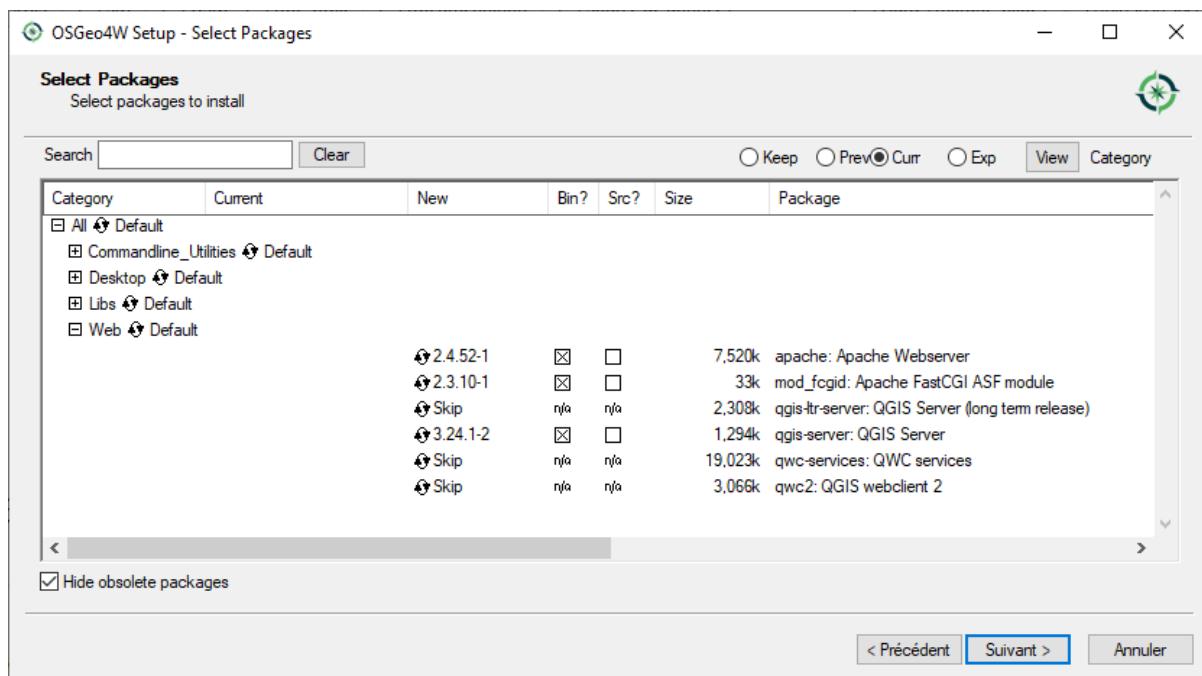 OSGeo4W Setup - Select Packages
Select Packages
Select packages to install
Search Clear Keep Prev Curr Exp View Category
Category Current New Bin? Src? Size Package
All Default
Commandline_Utilities Default
Desktop Default
Libs Default
Web Default
2.4.52-1 7,520k apache: Apache Webserver
2.3.10-1 33k mod_fcgid: Apache FastCGI ASF module
Skip n/a n/a 2,308k qgis-ltr-server: QGIS Server (long term release)
3.24.1-2 1,294k qgis-server: QGIS Server
Skip n/a n/a 19,023k qwc-services: QWC services
Skip n/a n/a 3,066k qwc2: QGIS webclient 2
Hide obsolete packages
< Précédent Suivant > Annuler